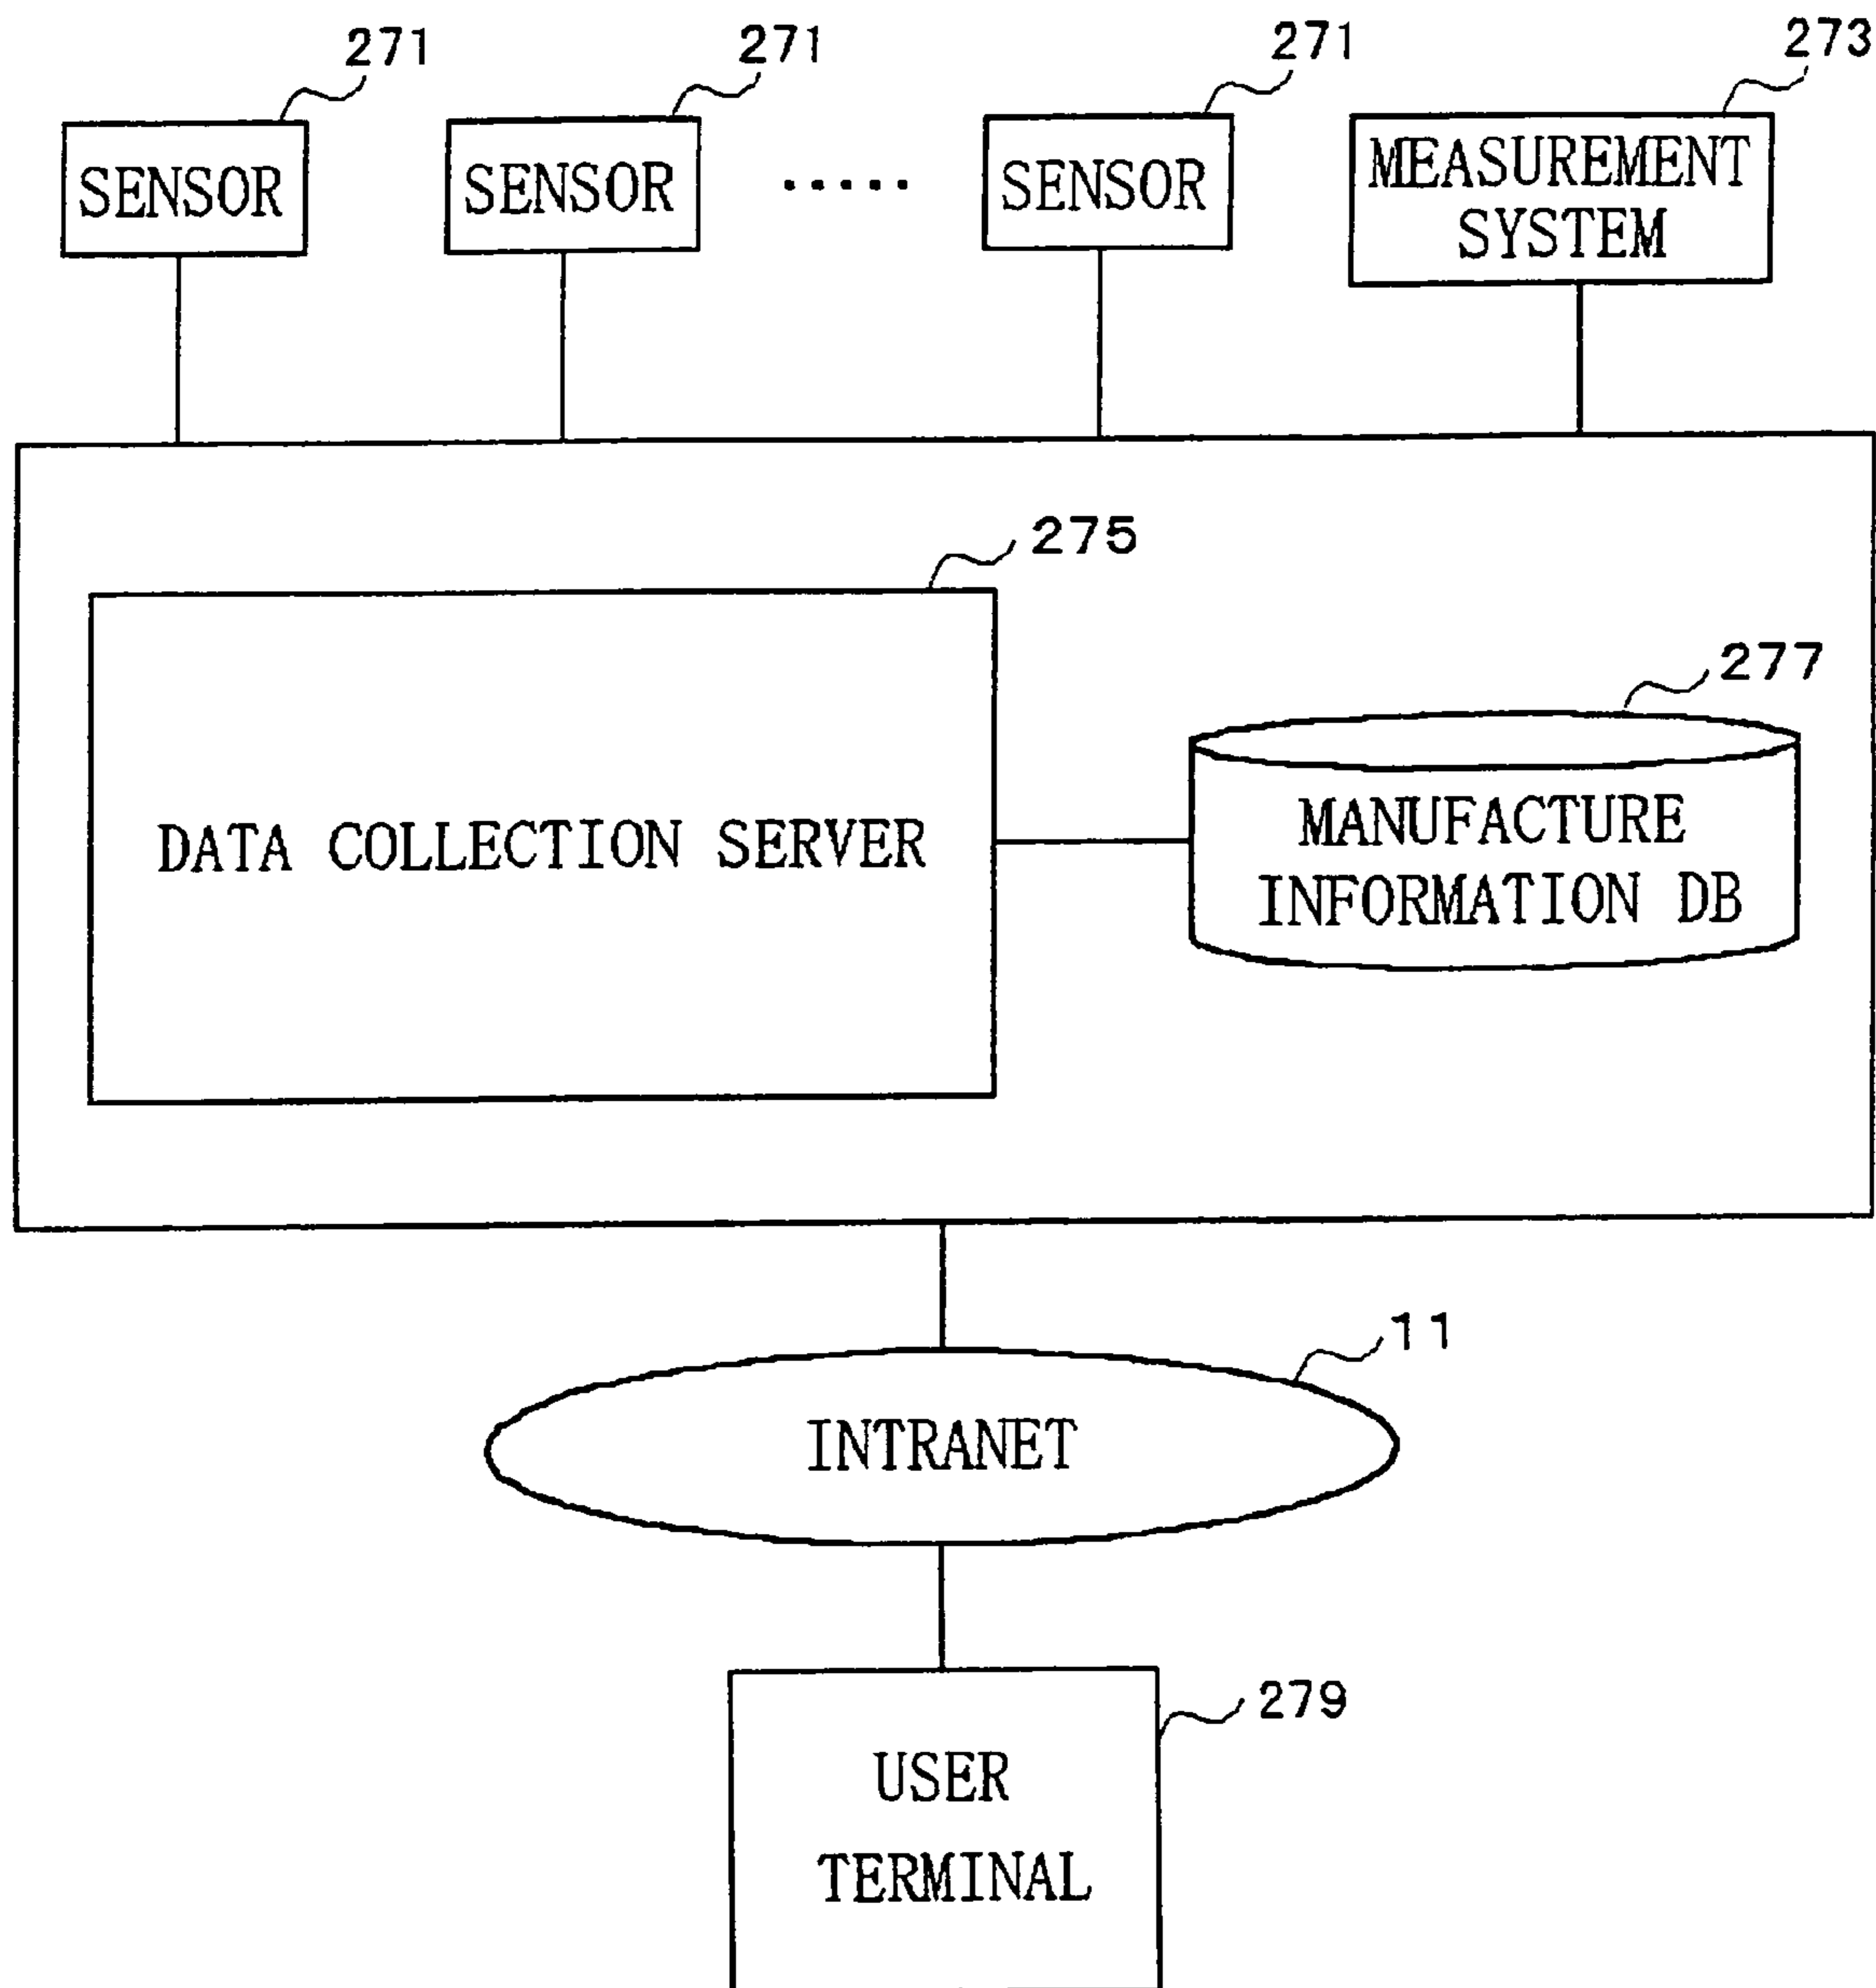 271
271
271
273
SENSOR
SENSOR
.....
SENSOR
MEASUREMENT
SYSTEM
275
277
DATA COLLECTION SERVER
MANUFACTURE
INFORMATION DB
11
INTRANET
279
USER
TERMINAL